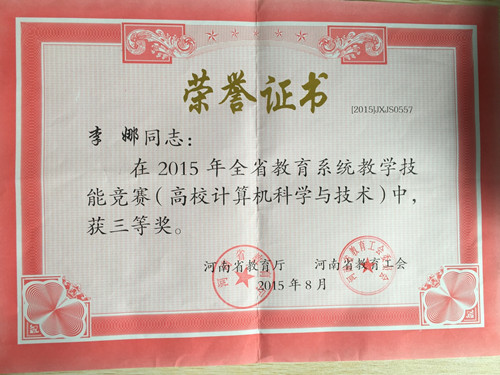 荣誉证书
[2015]JXJS0557
李娜同志：
在2015年全省教育系统教学技
能竞赛（高校计算机科学与技术）中，
获三等奖。
河南省教育厅 河南省教育工会
2015年8月